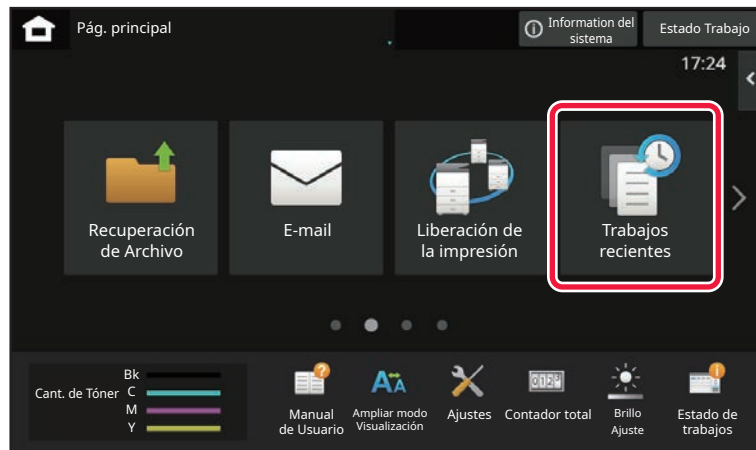 Pág. principal
Information del
sistema
Estado Trabajo
17:24
Recuperación
de Archivo
E-mail
Liberación de
la impresión
Trabajos
recientes
Cant. de Tóner
Bk
C
M
Y
Manual
de Usuario
Ampliar modo
Visualización
Ajustes
0123
Contador total
Brillo
Ajuste
Estado de
trabajos